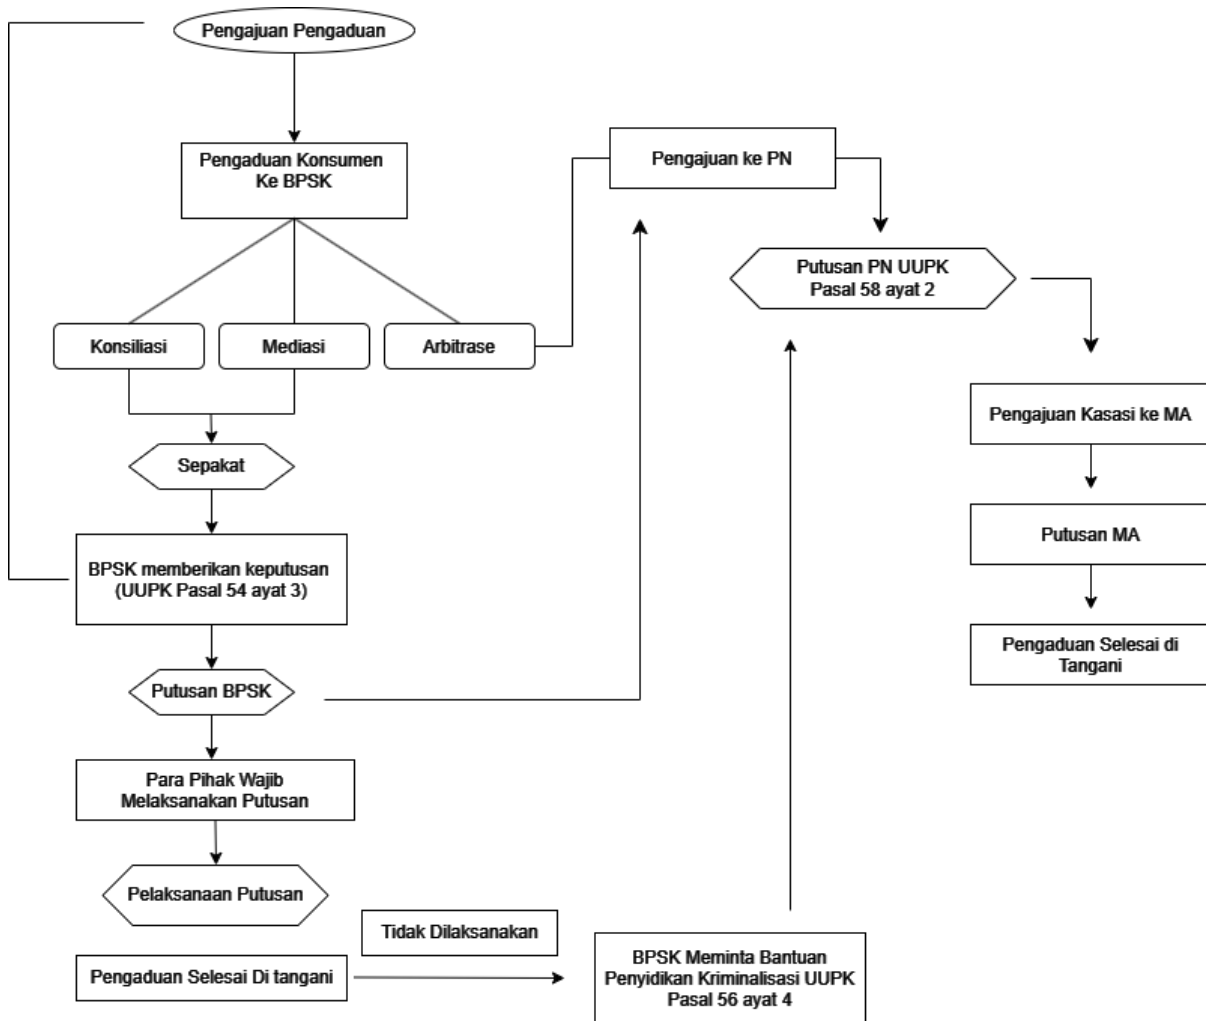 Pengajuan Pengaduan
Pengaduan Konsumen
Ke BPSK
Pengajuan ke PN
Putusan PN UUPK
Pasal 58 ayat 2
Konsiliasi
Mediasi
Arbitrase
Pengajuan Kasasi ke MA
Sepakat
Putusan MA
BPSK memberikan keputusan
(UUPK Pasal 54 ayat 3)
Pengaduan Selesai di
Tangani
Putusan BPSK
Para Pihak Wajib
Melaksanakan Putusan
Pelaksanaan Putusan
Tidak Dilaksanakan
Pengaduan Selesai Di tangani
BPSK Meminta Bantuan
Penyidikan Kriminalisasi UUPK
Pasal 56 ayat 4